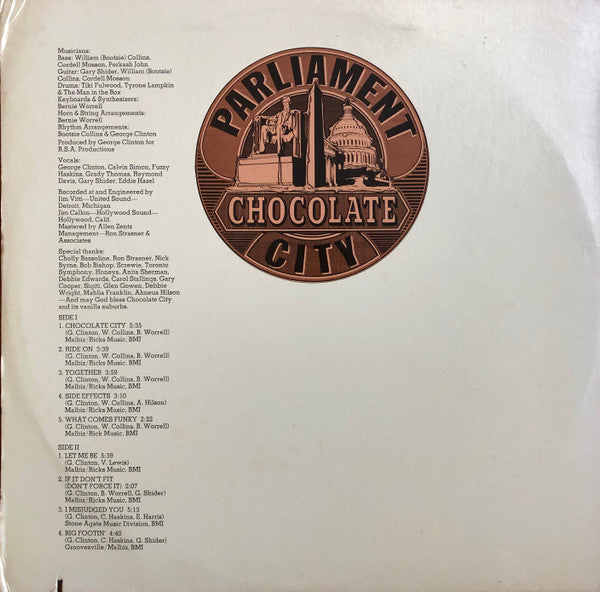 Musicians:
Bass: William (Bootsie) Collins,
Cordell Mosson, Perkash John
Guitar: Gary Shider, William (Bootsie)
Collins, Cordell Mosson
Drums: Tiki Fulwood, Tyrone Lampkin
& The Man in the Box
Keyboards & Synthesizers:
Bernie Worrell
Horn & String Arrangements:
Bernie Worrell
Rhythm Arrangements:
Bootsie Collins & George Clinton
Produced by George Clinton for
R.S.A. Productions
Vocals:
George Clinton, Calvin Simon, Fuzzy
Haskins, Grady Thomas, Raymond
Davis, Gary Shider, Eddie Hazel
Recorded at and Engineered by
Jim Vitti—United Sound—
Detroit, Michigan
Jim Callon—Hollywood Sound—
Hollywood, Calif.
Mastered by Allen Zentz
Management—Ron Strasner &
Associates
Special thanks:
Cholly Bassoline, Ron Strasner, Nick
Byrne, Bob Bishop, Screwie, Toronto
Symphony, Honeys, Anita Sherman,
Debbie Edwards, Carol Stallings, Gary
Cooper, Sigiti, Glen Gowen, Debbie
Wright, Mahlia Franklin, Ahneua Hilson
—And may God bless Chocolate City
and its vanilla suburbs.
SIDE I
1. CHOCOLATE CITY 5:35
(G. Clinton, W. Collins, B. Worrell)
Malbiz/Ricks Music, BMI
2. RIDE ON 3:39
(G. Clinton, W. Collins, B. Worrell)
Malbiz/Ricks Music, BMI
3. TOGETHER 3:59
(G. Clinton, W. Collins, B. Worrell)
Malbiz/Ricks Music, BMI
4. SIDE EFFECTS 3:10
(G. Clinton, W. Collins, A. Hilson)
Malbiz/Ricks Music, BMI
5. WHAT COMES FUNKY 2:22
(G. Clinton, W. Collins, B. Worrell)
Malbiz/Rick Music, BMI
SIDE II
1. LET ME BE 5:39
(G. Clinton, V. Lewis)
Malbiz/Ricks Music, BMI
2. IF IT DON'T FIT
(DON'T FORCE IT) 2:07
(G. Clinton, B. Worrell, G. Shider)
Malbiz/Ricks Music, BMI
3. I MISJUDGED YOU 5:13
(G. Clinton, C. Haskins, E. Harris)
Stone Agate Music Division, BMI
4. BIG FOOTIN' 4:40
(G. Clinton, C. Haskins, G. Shider)
Groovesville/Malbiz, BMI
PARLIAMENT
CHOCOLATE
CITY